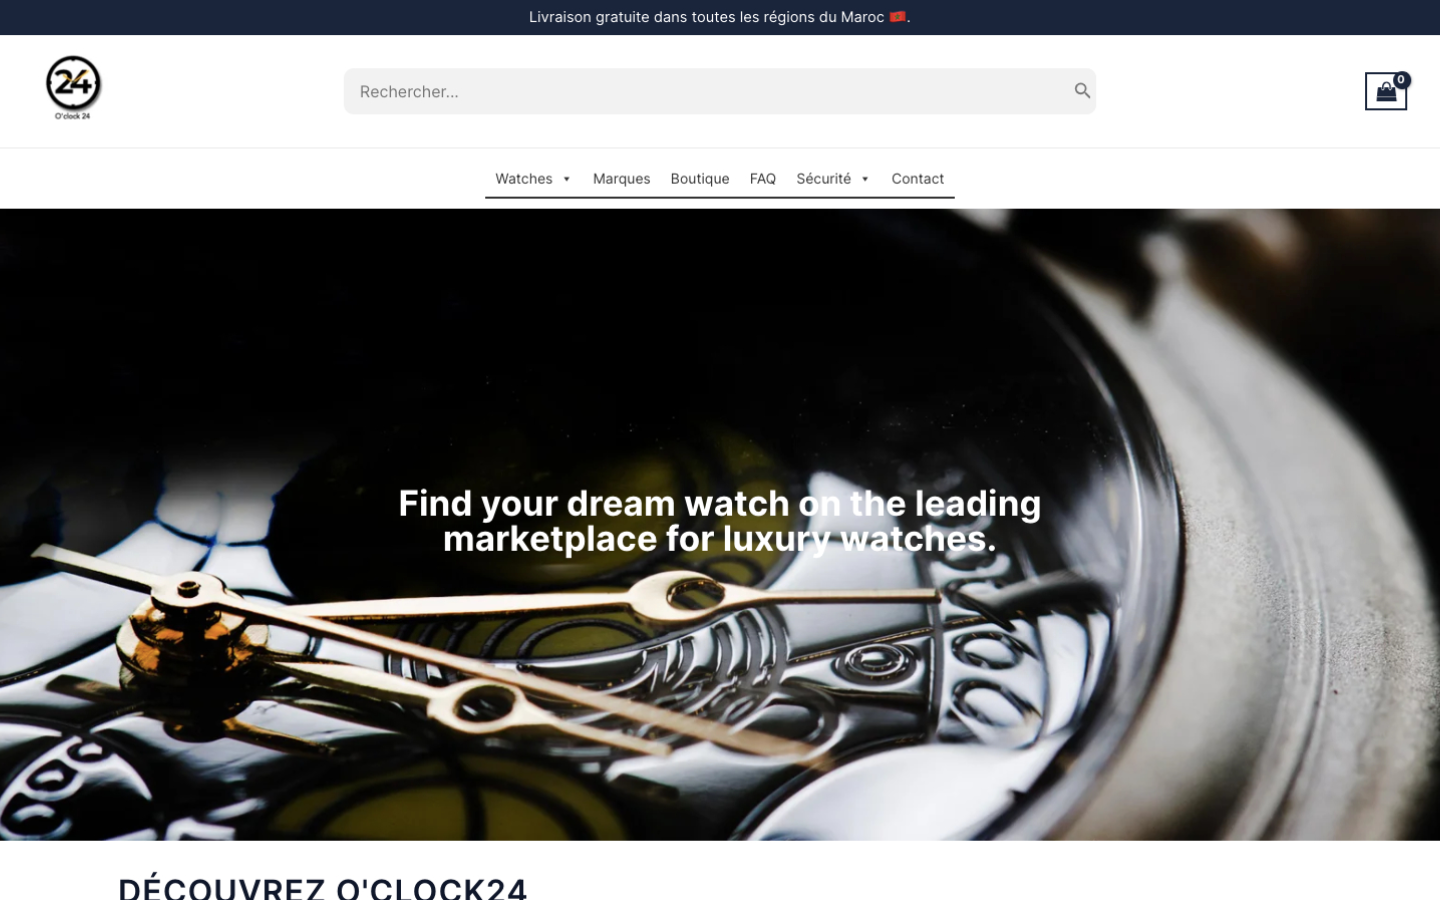 Livraison gratuite dans toutes les régions du Maroc 🇲🇦.
24
O'clock 24
Rechercher...
0
Watches
Marques
Boutique
FAQ
Sécurité
Contact
Find your dream watch on the leading
marketplace for luxury watches.
DÉCOUVREZ O'CLOCK24